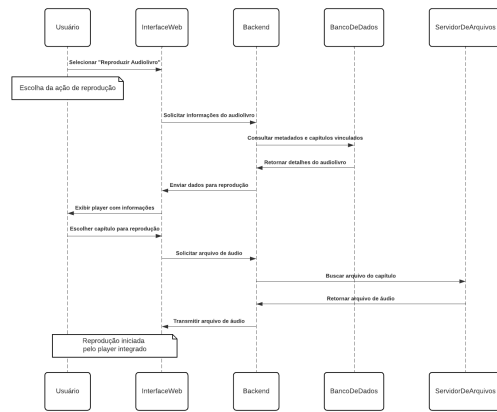 Usuário
InterfaceWeb
Backend
BancoDeDados
ServidorDeArquivos
Selecionar "Reproduzir Audiolivro"
Escolha da ação de reprodução
Solicitar informações do audiolivro
Consultar metadados e capítulos vinculados
Retornar detalhes do audiolivro
Enviar dados para reprodução
Exibir player com informações
Escolher capítulo para reprodução
Solicitar arquivo de áudio
Buscar arquivo do capítulo
Retornar arquivo de áudio
Transmitir arquivo de áudio
Reprodução iniciada
pelo player integrado
Usuário
InterfaceWeb
Backend
BancoDeDados
ServidorDeArquivos